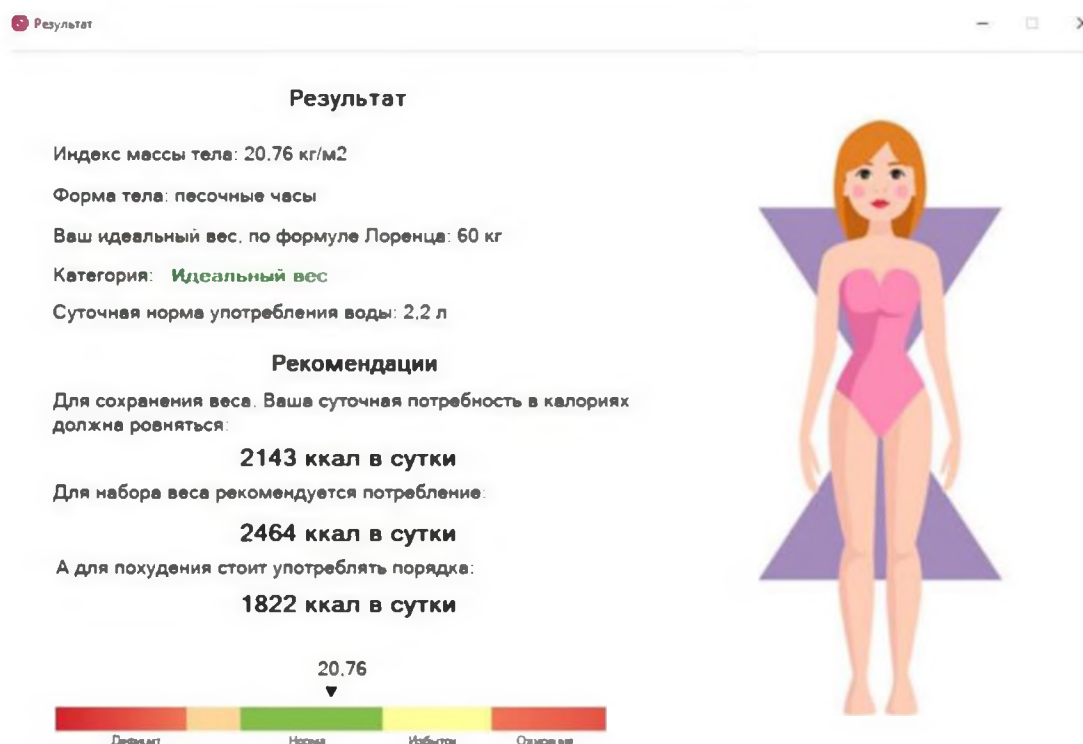 Результат
Результат
Индекс массы тела: 20.76 кг/м2
Форма тела: песочные часы
Ваш идеальный вес, по формуле Лоренца: 60 кг
Категория: Идеальный вес
Суточная норма употребления воды: 2,2 л
Рекомендации
Для сохранения веса. Ваша суточная потребность в калориях
должна ровняться:
2143 ккал в сутки
Для набора веса рекомендуется потребление:
2464 ккал в сутки
А для похудения стоит употреблять порядка:
1822 ккал в сутки
20.76
Дефицит Норма Избыток Ожирение